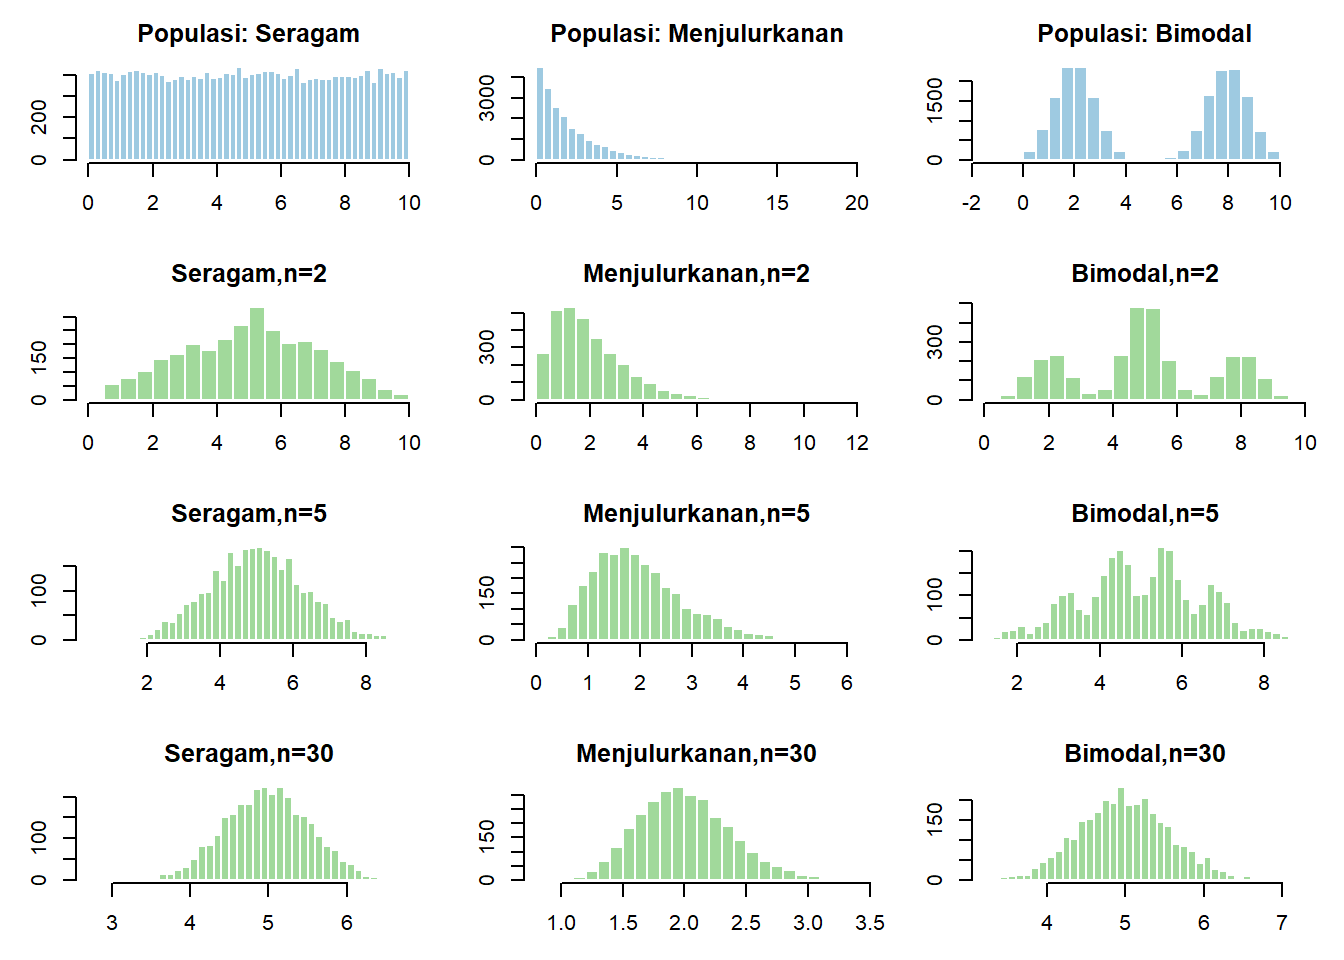 Populasi: Seragam
0 200
0 2 4 6 8 10
Populasi: Menjulurkanan
0 3000
0 5 10 15 20
Populasi: Bimodal
0 1500
-2 0 2 4 6 8 10
Seragam,n=2
0 150
0 2 4 6 8 10
Menjulurkanan,n=2
0 300
0 2 4 6 8 10 12
Bimodal,n=2
0 300
0 2 4 6 8 10
Seragam,n=5
0 100
2 4 6 8
Menjulurkanan,n=5
0 150
0 1 2 3 4 5 6
Bimodal,n=5
0 100
2 4 6 8
Seragam,n=30
0 100
3 4 5 6
Menjulurkanan,n=30
0 150
1.0 1.5 2.0 2.5 3.0 3.5
Bimodal,n=30
0 150
4 5 6 7